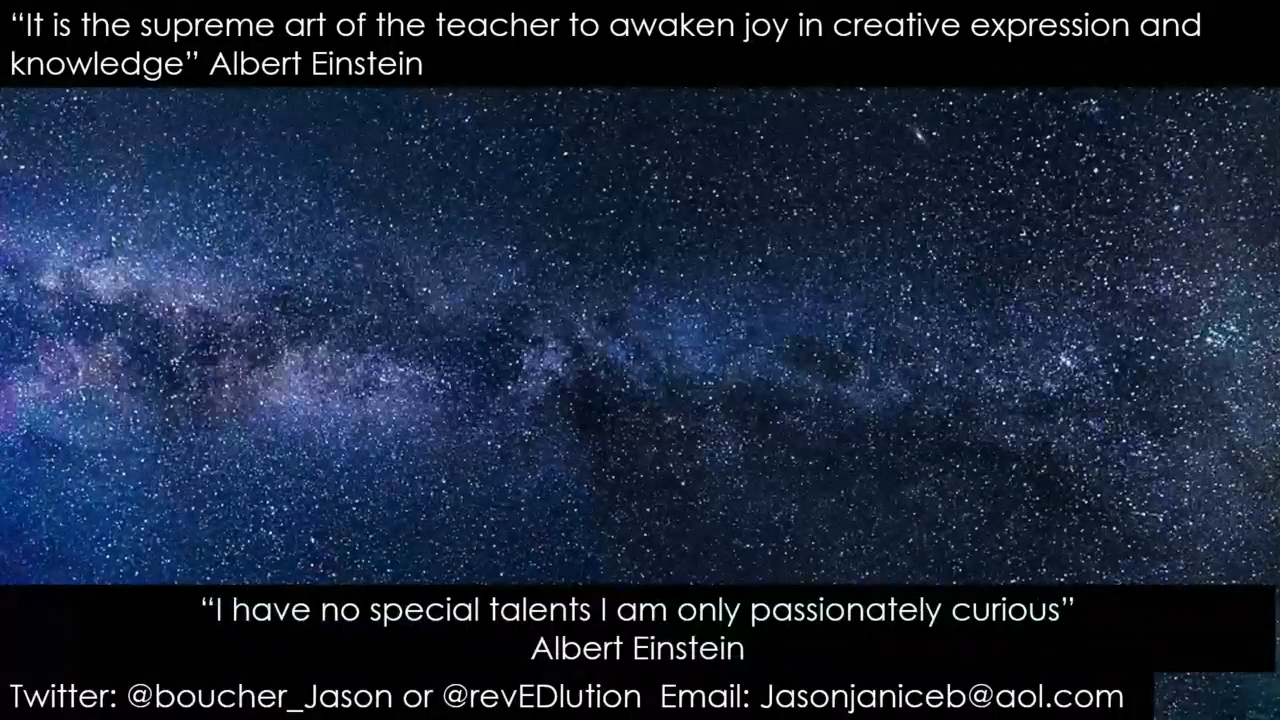 “It is the supreme art of the teacher to awaken joy in creative expression and
knowledge” Albert Einstein
“I have no special talents I am only passionately curious”
Albert Einstein
Twitter: @boucher_Jason or @revEDlution Email: Jasonjaniceb@aol.com